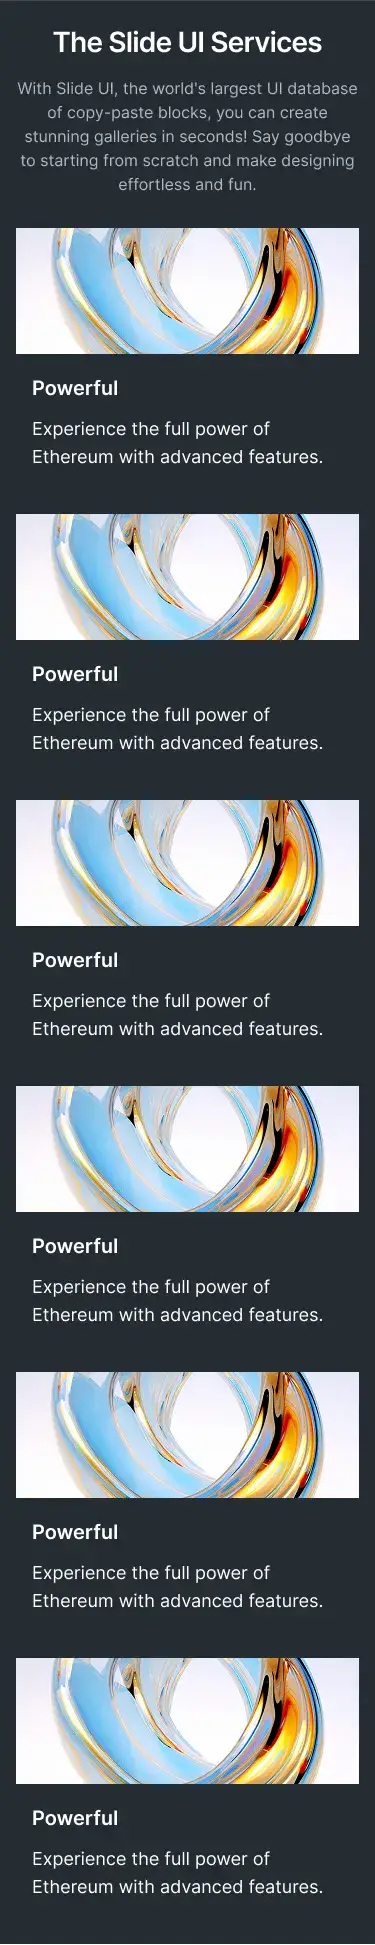 The Slide UI Services
With Slide UI, the world's largest UI database
of copy-paste blocks, you can create
stunning galleries in seconds! Say goodbye
to starting from scratch and make designing
effortless and fun.
Powerful
Experience the full power of
Ethereum with advanced features.
Powerful
Experience the full power of
Ethereum with advanced features.
Powerful
Experience the full power of
Ethereum with advanced features.
Powerful
Experience the full power of
Ethereum with advanced features.
Powerful
Experience the full power of
Ethereum with advanced features.
Powerful
Experience the full power of
Ethereum with advanced features.